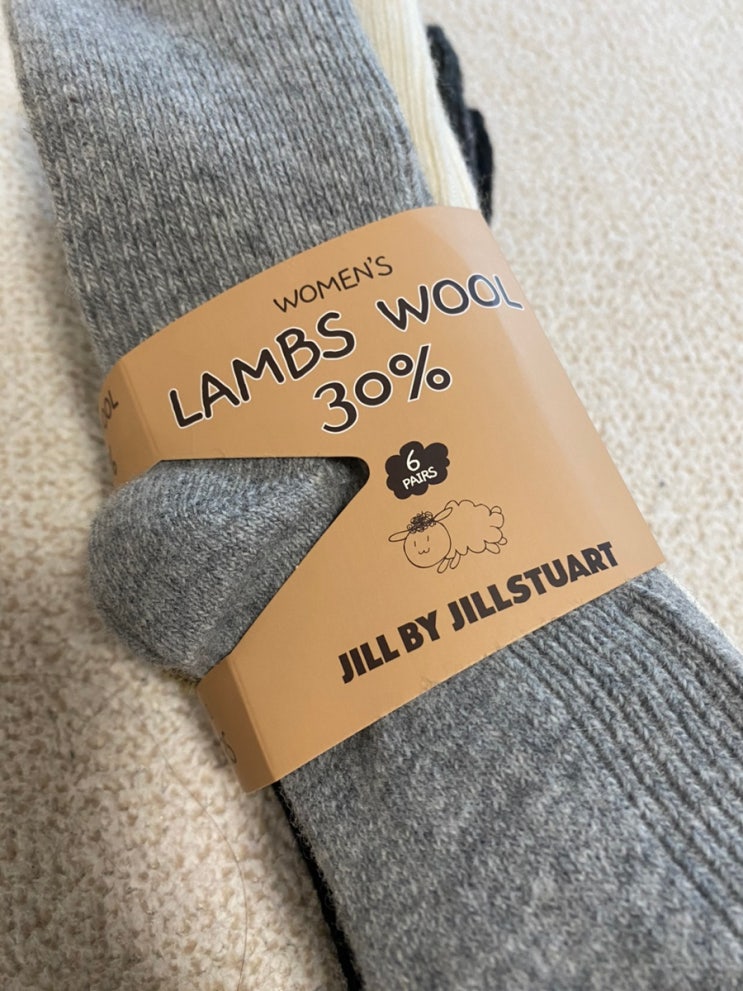 WOMEN'S
LAMBS WOOL
30%
6
PAIRS
JILL BY JILLSTUART